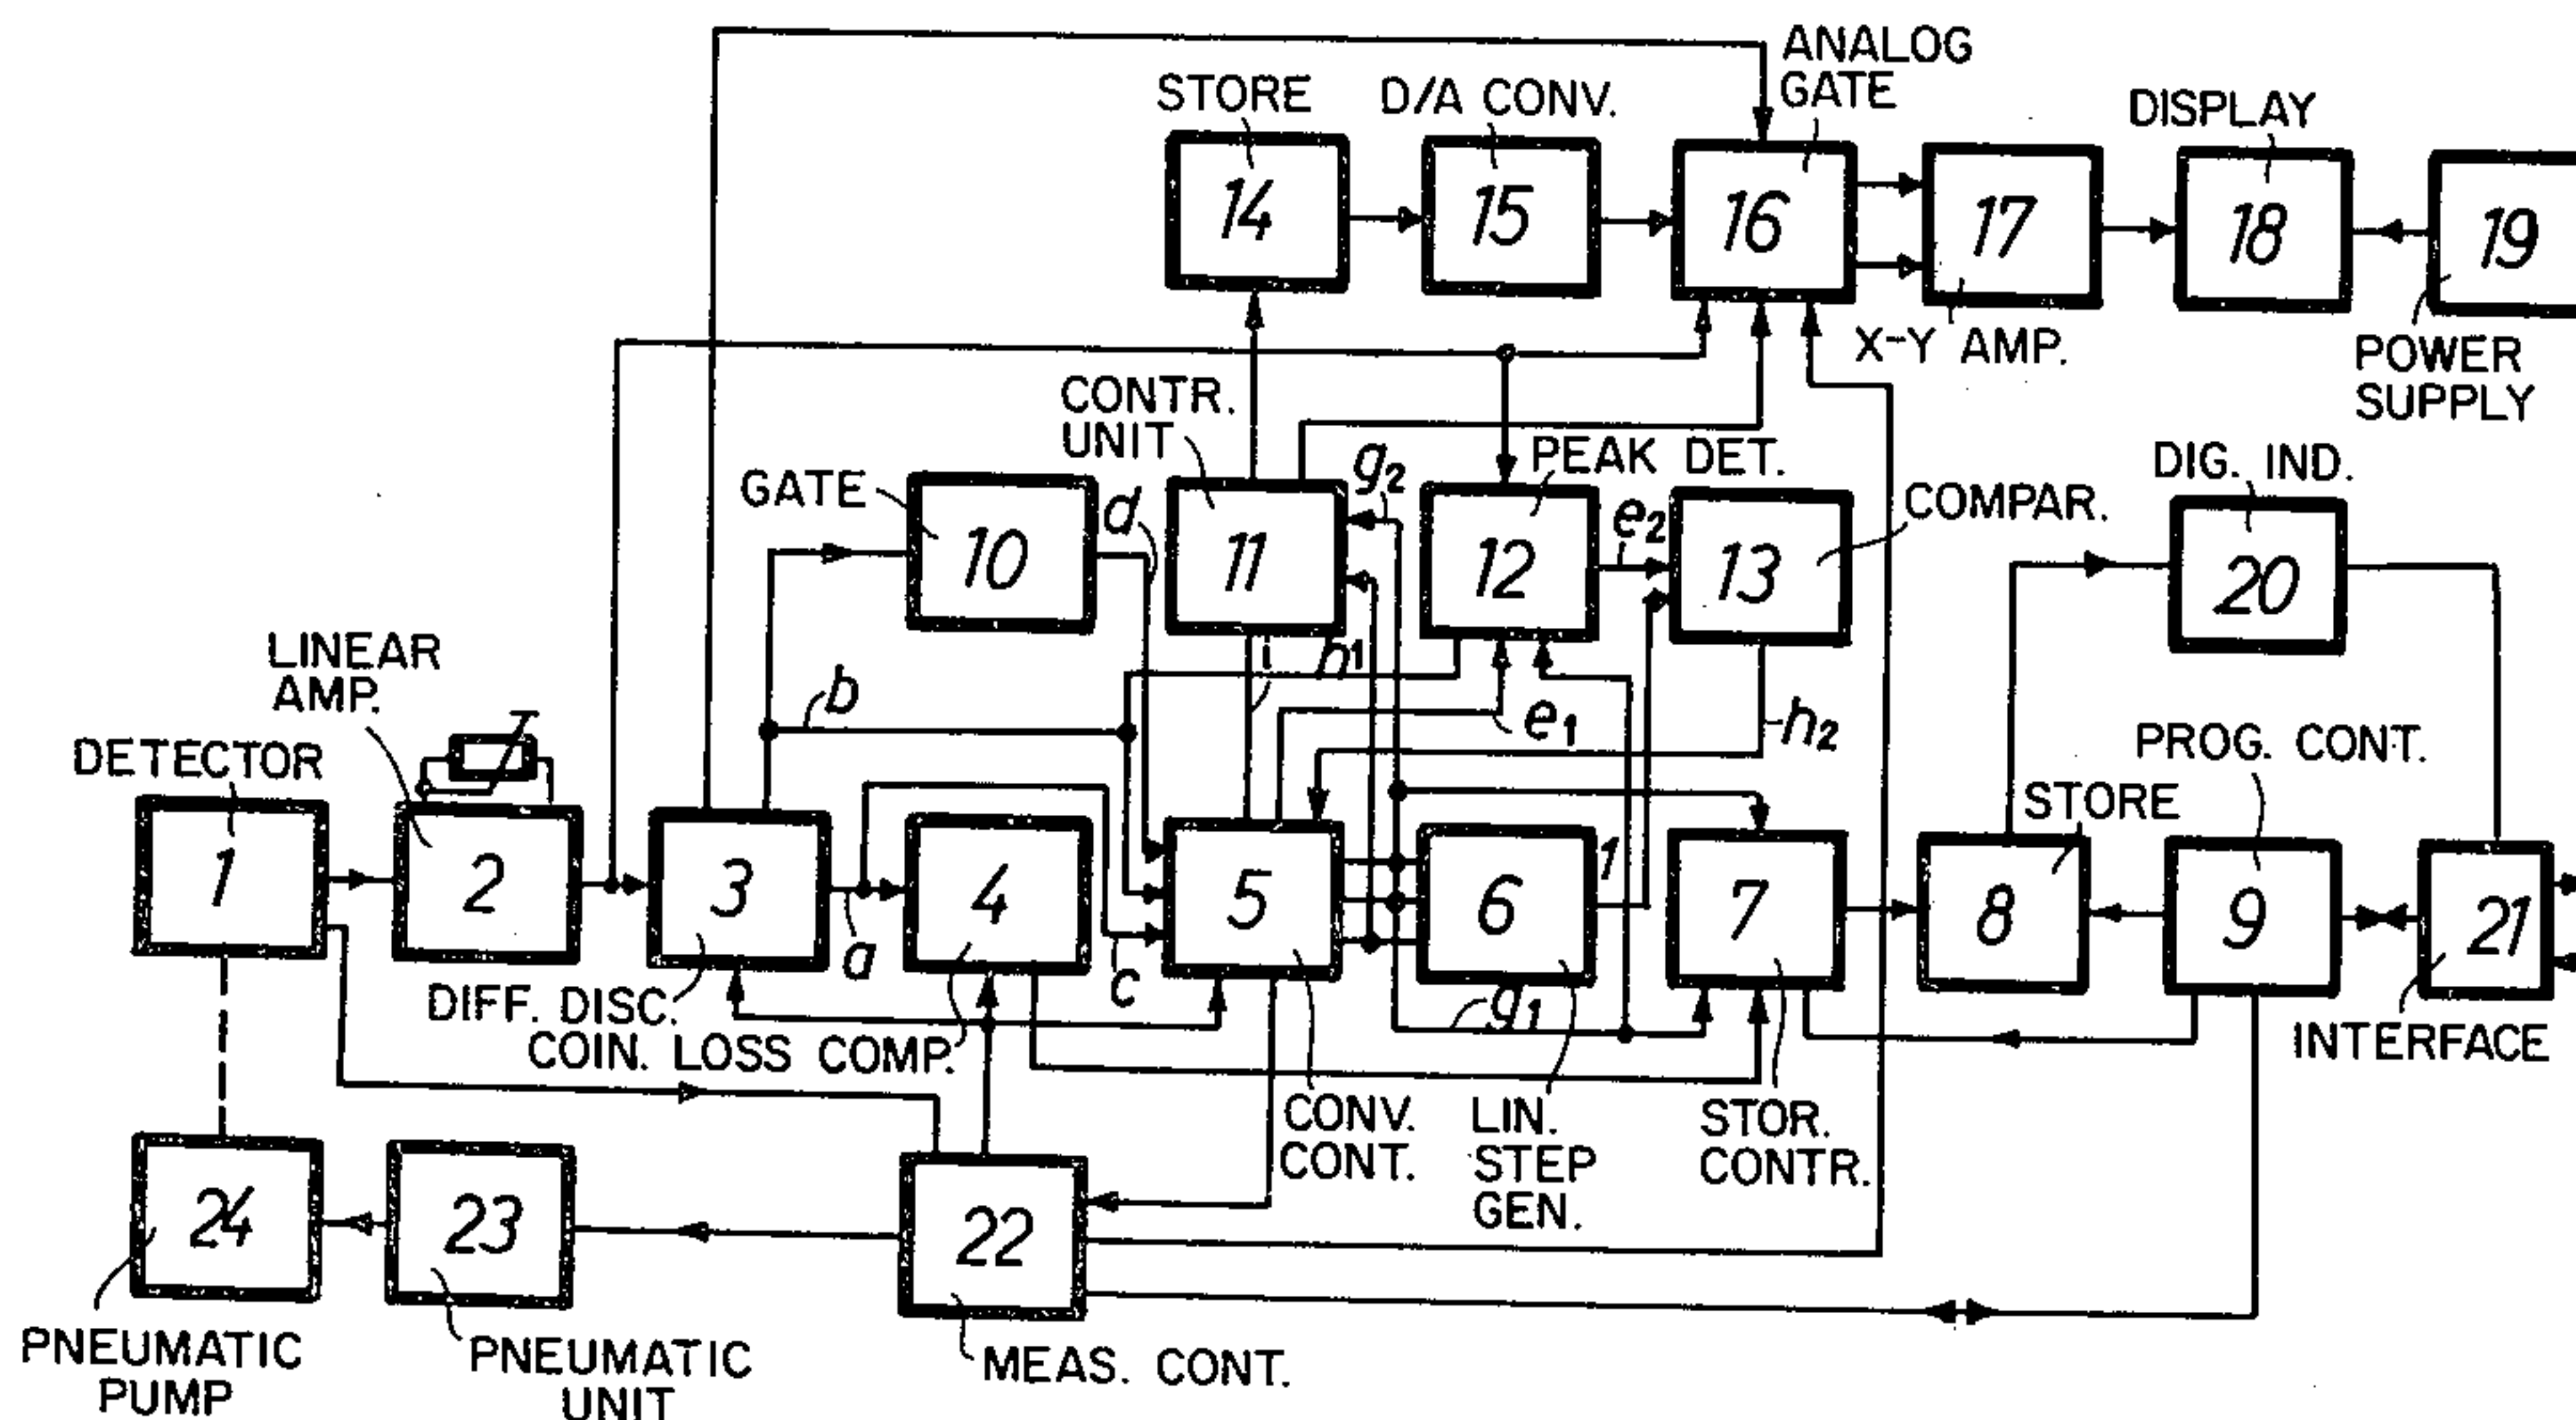 ANALOG
GATE
STORE
D/A CONV.
DISPLAY
14
15
16
17
18
19
X-Y AMP.
POWER
SUPPLY
CONTR.
UNIT
g2
PEAK DET.
DIG. IND.
GATE
d
e2
COMPAR.
10
11
12
13
20
LINEAR
AMP.
h1
b
e1
h2
PROG. CONT.
DETECTOR
STORE
1
2
3
4
5
6
1
7
8
9
21
a
c
g1
DIFF. DISC.
COIN. LOSS COMP.
INTERFACE
CONV.
CONT.
LIN.
STEP
GEN.
STOR.
CONTR.
24
23
22
PNEUMATIC
PUMP
PNEUMATIC
UNIT
MEAS. CONT.